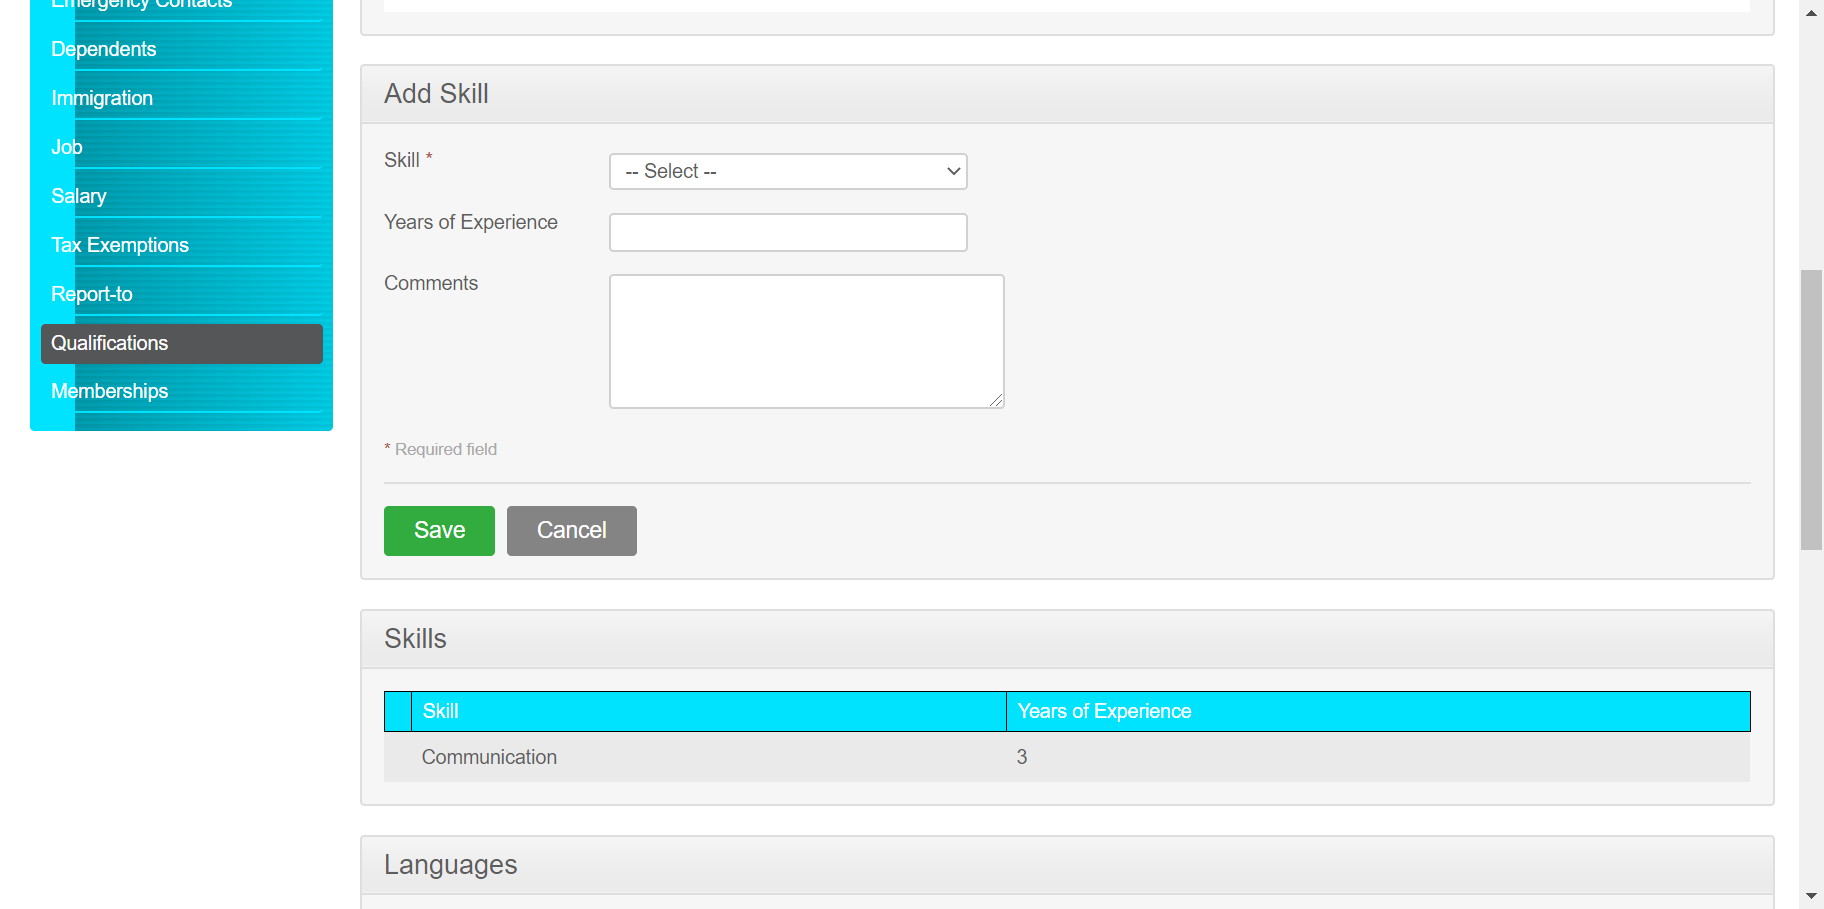 Emergency Contacts
Dependents
Immigration
Job
Salary
Tax Exemptions
Report-to
Qualifications
Memberships
Add Skill
Skill *
-- Select --
Years of Experience
Comments
* Required field
Save Cancel
Skills
Skill Years of Experience
Communication 3
Languages